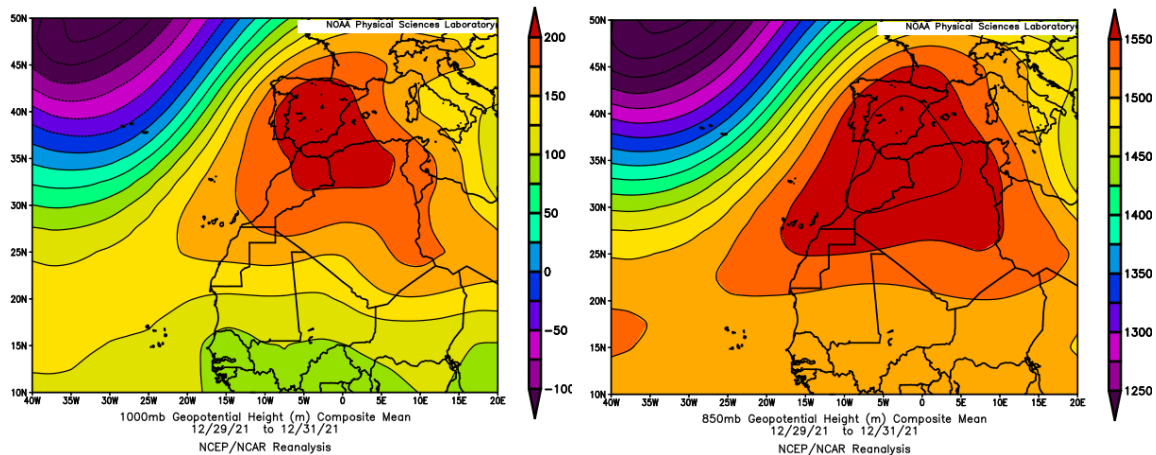 NOAA Physical Sciences Laboratory
50N
45N
40N
35N
30N
25N
20N
15N
10N
40W 35W 30W 25W 20W 15W 10W 5W 0 5E 10E 15E 20E
200
150
100
50
0
−50
−100
1000mb Geopotential Height (m) Composite Mean
12/29/21 to 12/31/21
NCEP/NCAR Reanalysis
NOAA Physical Sciences Laboratory
50N
45N
40N
35N
30N
25N
20N
15N
10N
40W 35W 30W 25W 20W 15W 10W 5W 0 5E 10E 15E 20E
1550
1500
1450
1400
1350
1300
1250
850mb Geopotential Height (m) Composite Mean
12/29/21 to 12/31/21
NCEP/NCAR Reanalysis